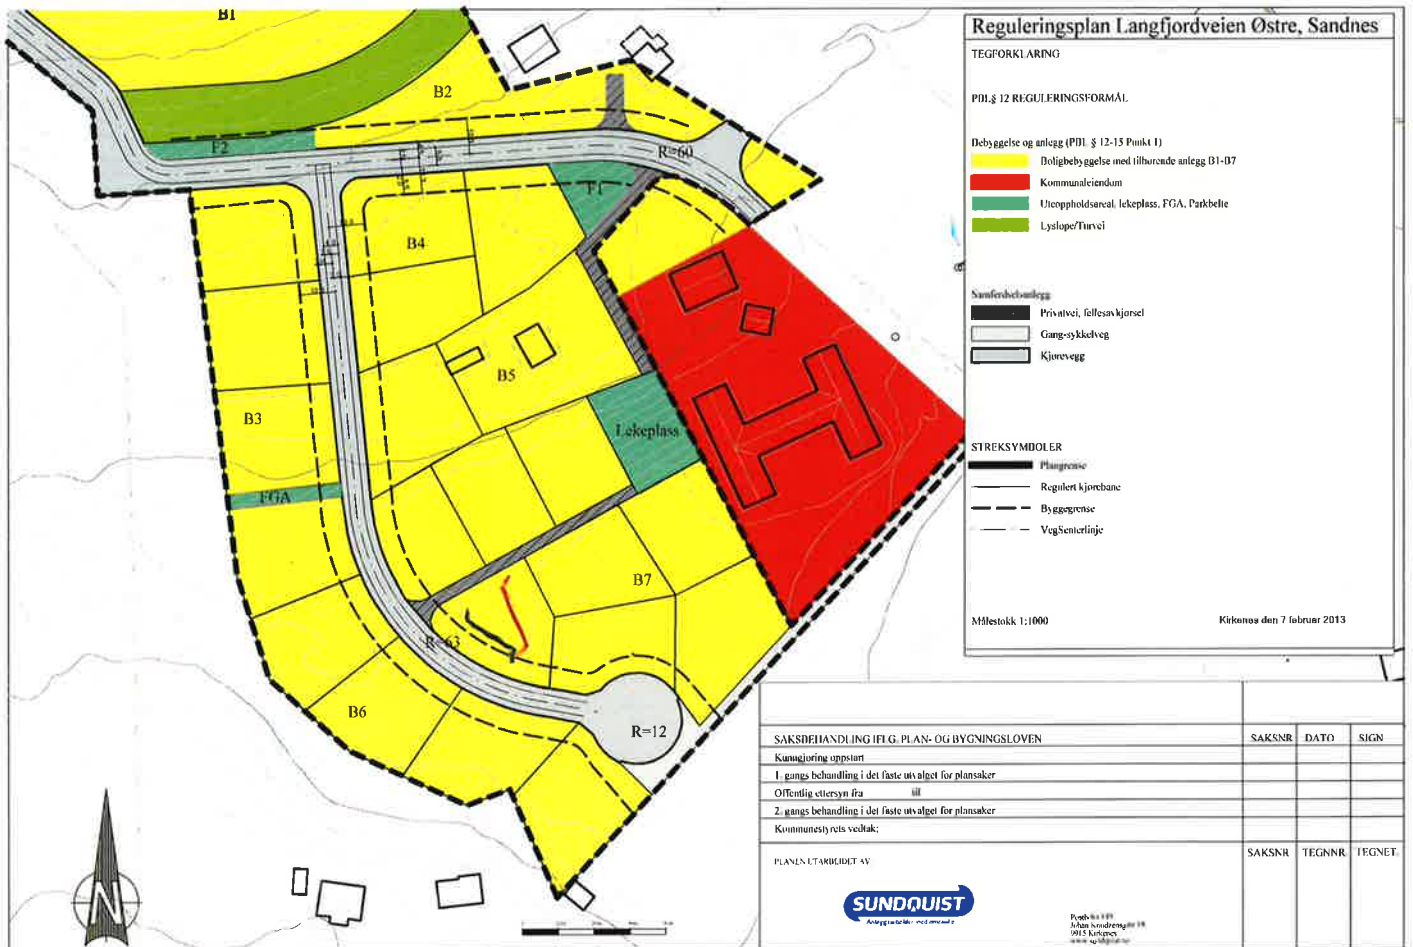 B1
B2
F2
R=60
F1
B4
B5
B3
Lekeplass
FGA
B7
R=63
B6
R=12
N
Reguleringsplan Langfjordveien Østre, Sandnes
TEGFORKLARING
PBL§ 12 REGULERINGSFORMÅL
Bebyggelse og anlegg (PBL § 12-15 Punkt 1)
Boligbebyggelse med tilhørende anlegg B1-B7
Kommunaleiendom
Uteoppholdsareal, lekeplass, FGA, Parkbelte
Lysløpe/Turvei
Samferdselsanlegg
Privatvei, fellesavkjørsel
Gang-sykkelveg
Kjørevegg
STREKSYMBOLER
Plangrense
Regulert kjørebane
Byggegrense
VegSenterlinje
Målestokk 1:1000 Kirkenes den 7 februar 2013
SAKSBEHANDLING IFLG. PLAN- OG BYGNINGSLOVEN SAKSNR DATO SIGN
Kunngjøring oppstart
1. gangs behandling i det faste utvalget for plansaker
Offentlig ettersyn fra til
2. gangs behandling i det faste utvalget for plansaker
Kommunestyrets vedtak:
PLANEN UTARBEIDET AV SAKSNR TEGNNR TEGNET
SUNDQUIST
9915 Kirkenes